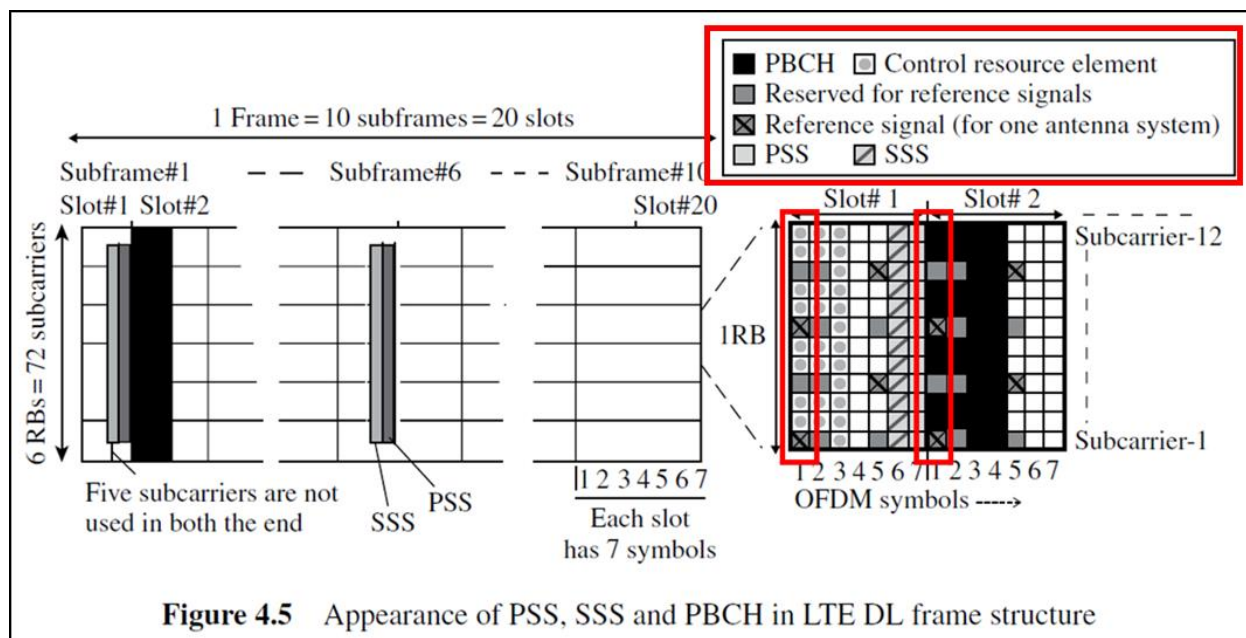 PBCH Control resource element
Reserved for reference signals
Reference signal (for one antenna system)
PSS SSS
1 Frame = 10 subframes = 20 slots
Subframe#1 Subframe#6 Subframe#10
Slot#1 Slot#2 Slot#20
Slot# 1 Slot# 2
6 RBs = 72 subcarriers
1RB
Subcarrier-12
Subcarrier-1
Five subcarriers are not
used in both the end
SSS
PSS
1 2 3 4 5 6 7
Each slot
has 7 symbols
1 2 3 4 5 6 7 1 2 3 4 5 6 7
OFDM symbols
Figure 4.5 Appearance of PSS, SSS and PBCH in LTE DL frame structure